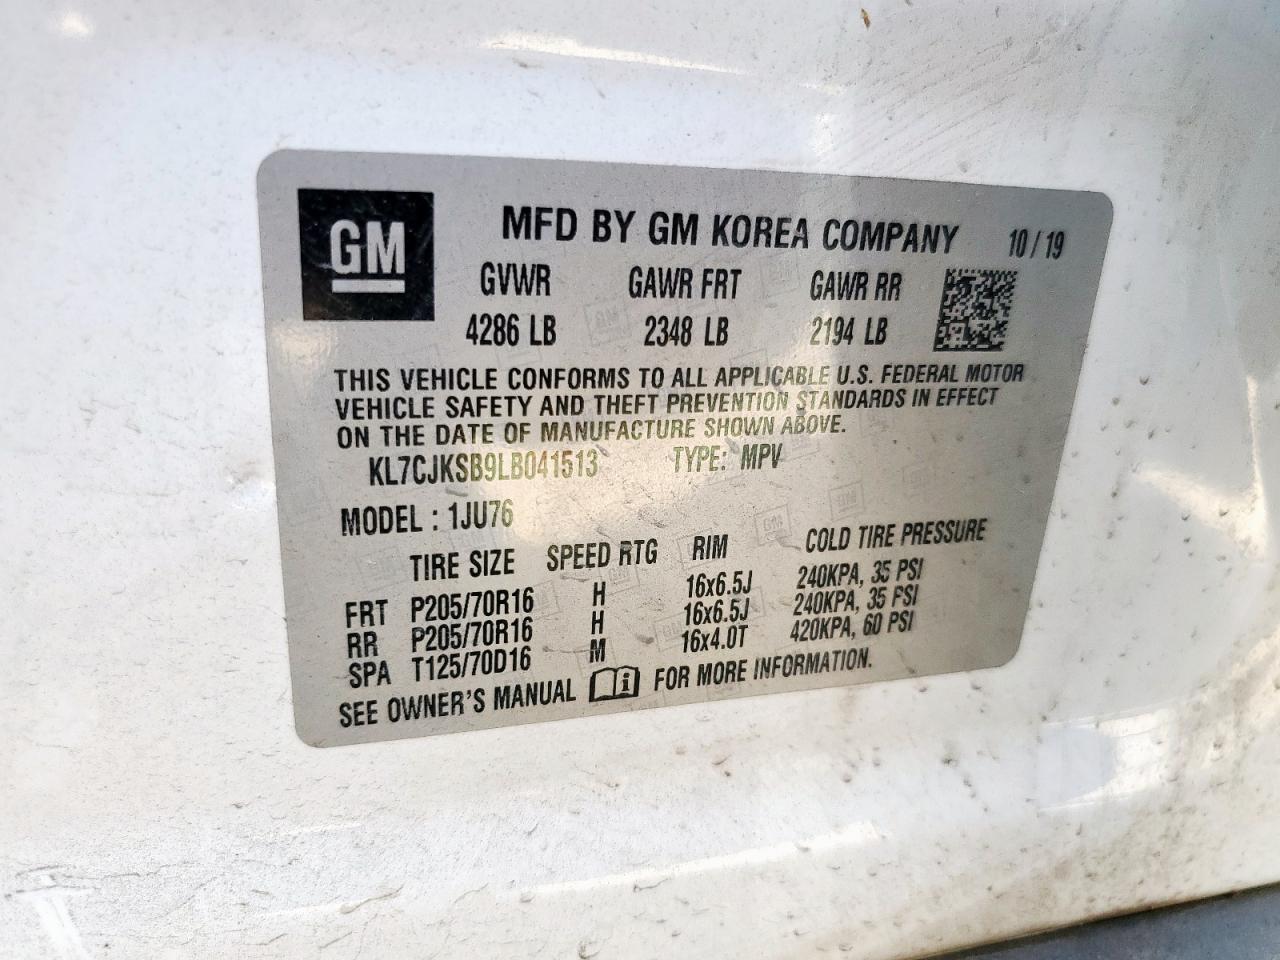 GM
MFD BY GM KOREA COMPANY 10/19
GVWR GAWR FRT GAWR RR
4286 LB 2348 LB 2194 LB
THIS VEHICLE CONFORMS TO ALL APPLICABLE U.S. FEDERAL MOTOR
VEHICLE SAFETY AND THEFT PREVENTION STANDARDS IN EFFECT
ON THE DATE OF MANUFACTURE SHOWN ABOVE.
KL7CJKSB9LB041513 TYPE: MPV
MODEL : 1JU76
TIRE SIZE SPEED RTG RIM COLD TIRE PRESSURE
FRT P205/70R16 H 16x6.5J 240KPA, 35 PSI
RR P205/70R16 H 16x6.5J 240KPA, 35 PSI
SPA T125/70D16 M 16x4.0T 420KPA, 60 PSI
SEE OWNER'S MANUAL i FOR MORE INFORMATION.